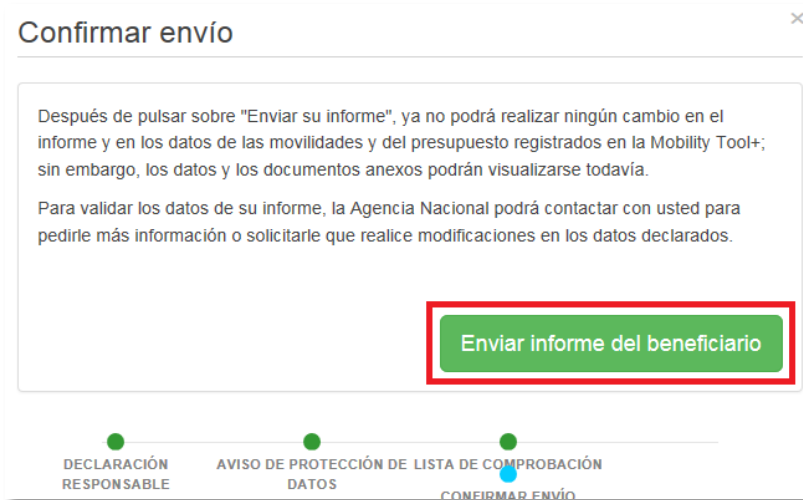 Confirmar envío
×
Después de pulsar sobre "Enviar su informe", ya no podrá realizar ningún cambio en el
informe y en los datos de las movilidades y del presupuesto registrados en la Mobility Tool+;
sin embargo, los datos y los documentos anexos podrán visualizarse todavía.
Para validar los datos de su informe, la Agencia Nacional podrá contactar con usted para
pedirle más información o solicitarle que realice modificaciones en los datos declarados.
Enviar informe del beneficiario
DECLARACIÓN
RESPONSABLE
AVISO DE PROTECCIÓN DE
DATOS
LISTA DE COMPROBACIÓN
CONFIRMAR ENVÍO